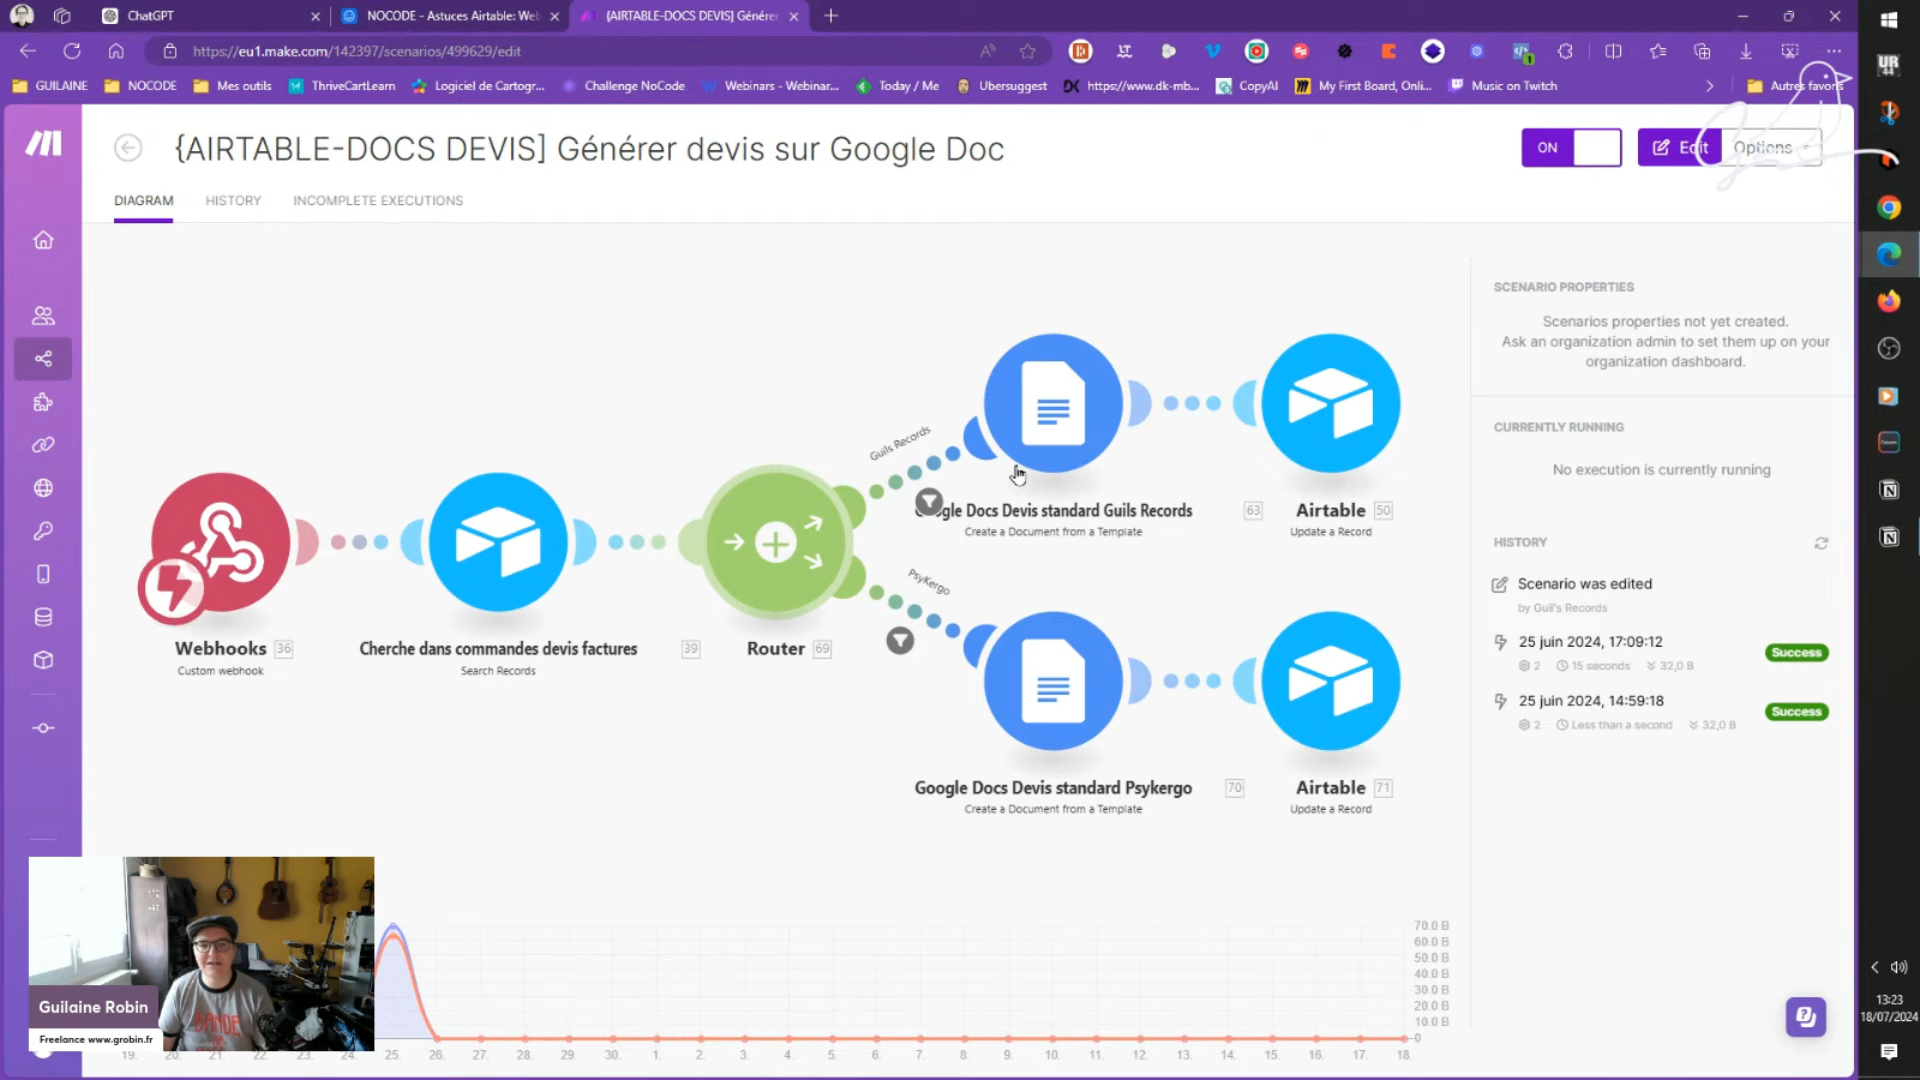 ChatGPT
NOCODE - Astuces Airtable: Web
[AIRTABLE-DOCS DEVIS] Générer
https://eu1.make.com/142397/scenarios/499629/edit
GUILAINE
NOCODE
Mes outils
ThriveCartLearn
Logiciel de Cartogr...
Challenge NoCode
Webinars - Webinar...
Today / Me
Ubersuggest
https://www.dk-mb...
CopyAI
My First Board, Onli...
Music on Twitch
Autres favoris
{AIRTABLE-DOCS DEVIS] Générer devis sur Google Doc
ON
Edit
Options
DIAGRAM
HISTORY
INCOMPLETE EXECUTIONS
SCENARIO PROPERTIES
Scenarios properties not yet created.
Ask an organization admin to set them up on your
organization dashboard.
CURRENTLY RUNNING
No execution is currently running
HISTORY
Scenario was edited
by Guil's Records
25 juin 2024, 17:09:12
2
15 seconds
32,0 B
Success
25 juin 2024, 14:59:18
2
Less than a second
32,0 B
Success
Guils Records
gle Docs Devis standard Guils Records
63
Create a Document from a Template
Airtable 50
Update a Record
Webhooks 36
Custom webhook
Cherche dans commandes devis factures
39
Search Records
Router 69
PsyKergo
Google Docs Devis standard Psykergo
70
Create a Document from a Template
Airtable 71
Update a Record
70.0 B
60.0 B
50.0 B
40.0 B
30.0 B
20.0 B
10.0 B
0
19. 20. 21. 22. 23. 24. 25. 26. 27. 28. 29. 30. 1. 2. 3. 4. 5. 6. 7. 8. 9. 10. 11. 12. 13. 14. 15. 16. 17. 18.
Guilaine Robin
Freelance www.grobin.fr
BANDE
UR
44
13:23
18/07/2024